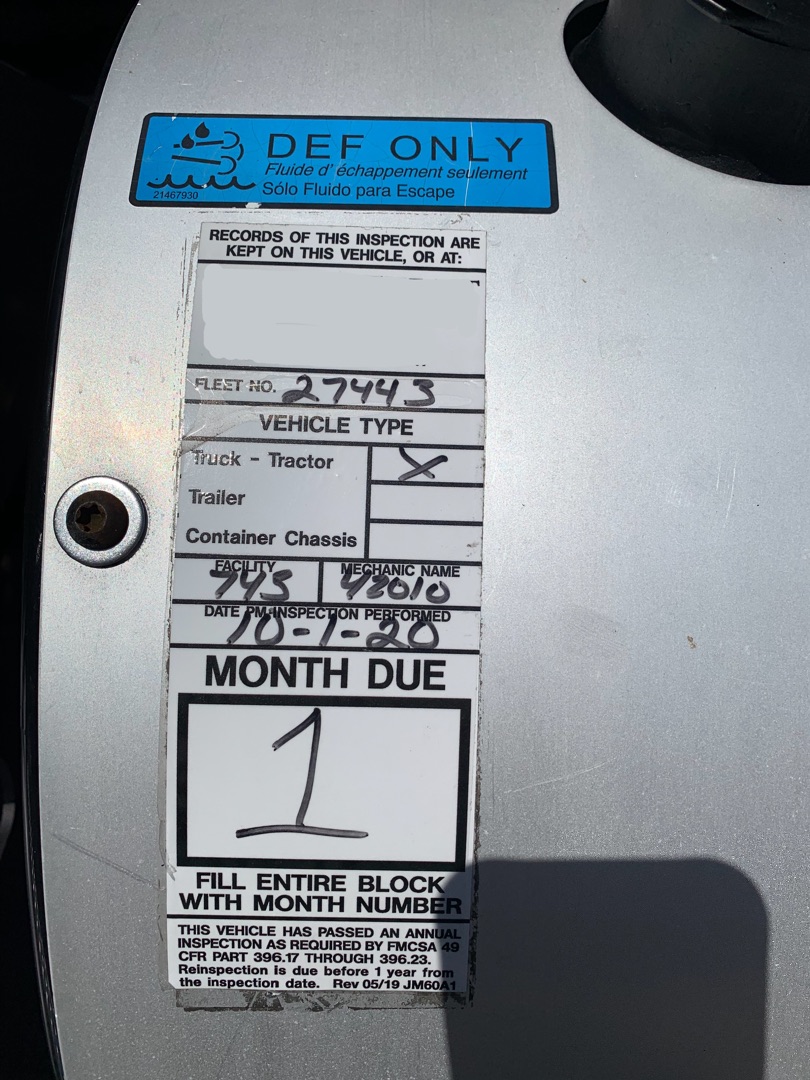 DEF ONLY
Fluide d' échappement seulement
Sólo Fluido para Escape
21467930
RECORDS OF THIS INSPECTION ARE
KEPT ON THIS VEHICLE, OR AT:
FLEET NO. 27443
VEHICLE TYPE
Truck - Tractor X
Trailer
Container Chassis
FACILITY MECHANIC NAME
745 42010
DATE PM-INSPECTION PERFORMED
10-1-20
MONTH DUE
1
FILL ENTIRE BLOCK
WITH MONTH NUMBER
THIS VEHICLE HAS PASSED AN ANNUAL
INSPECTION AS REQUIRED BY FMCSA 49
CFR PART 396.17 THROUGH 396.23.
Reinspection is due before 1 year from
the inspection date. Rev 05/19 JM60A1